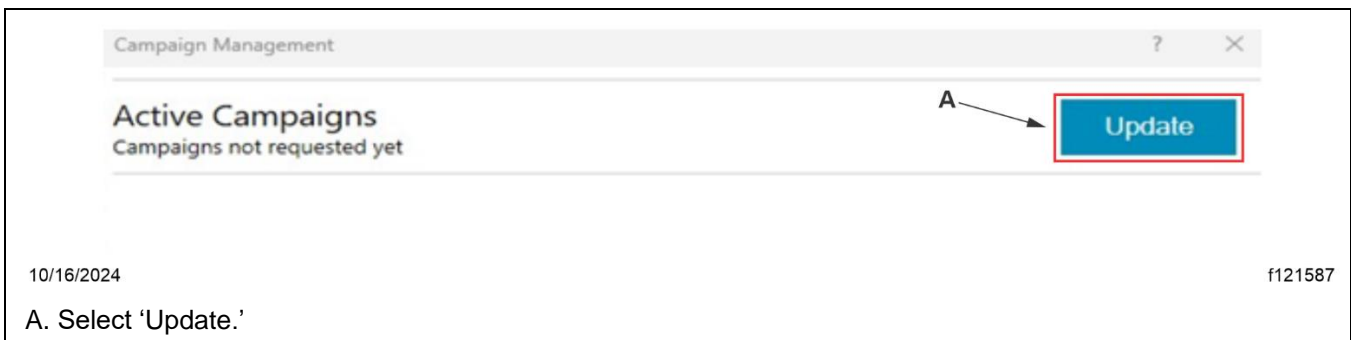 Campaign Management ? ×
Active Campaigns
Campaigns not requested yet
A
Update
10/16/2024 f121587
A. Select ‘Update.’